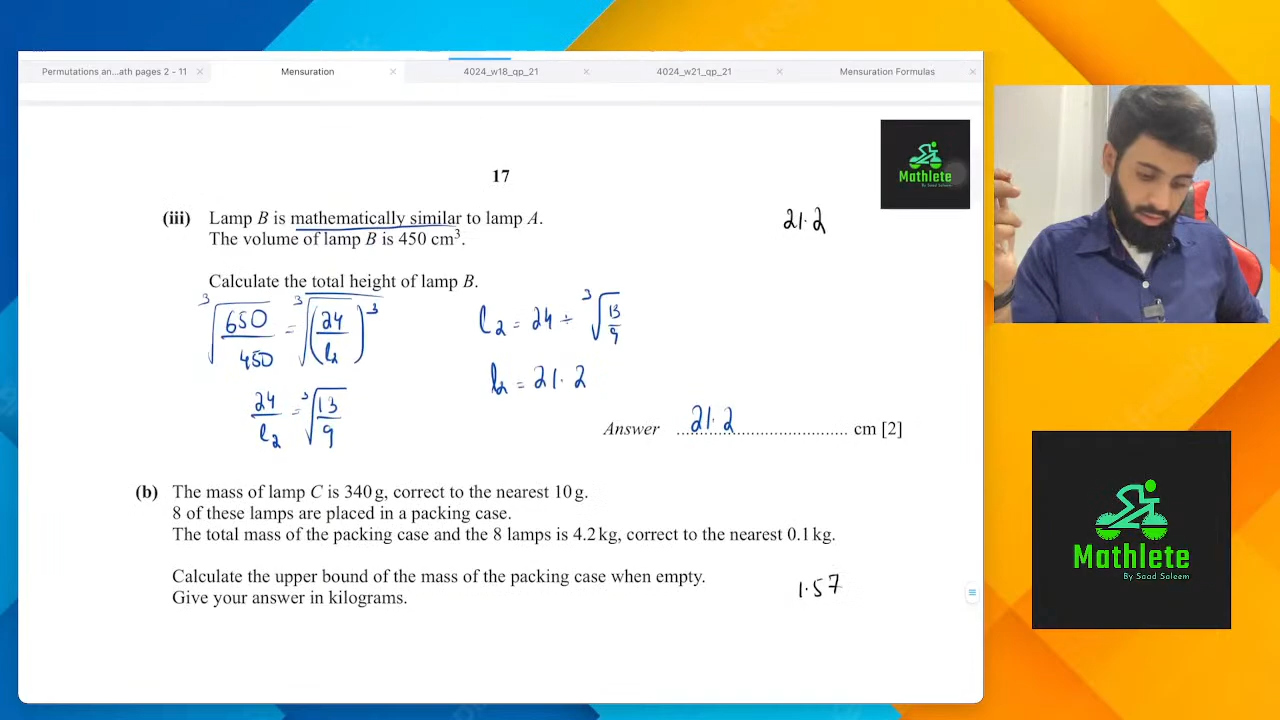 Permutations an...ath pages 2 - 11
Mensuration
4024_w18_qp_21
4024_w21_qp_21
Mensuration Formulas
Mathlete
By Saad Saleem
17
(iii) Lamp B is mathematically similar to lamp A.
The volume of lamp B is 450 cm³.
21.2
Calculate the total height of lamp B.
∛(650/450) = ∛(24/l₂)³
24/l₂ = ∛(13/9)
l₂ = 24 ÷ ∛(13/9)
l₂ = 21.2
Answer 21.2 cm [2]
(b) The mass of lamp C is 340 g, correct to the nearest 10 g.
8 of these lamps are placed in a packing case.
The total mass of the packing case and the 8 lamps is 4.2 kg, correct to the nearest 0.1 kg.
Calculate the upper bound of the mass of the packing case when empty.
Give your answer in kilograms.
1.57
Mathlete
By Saad Saleem